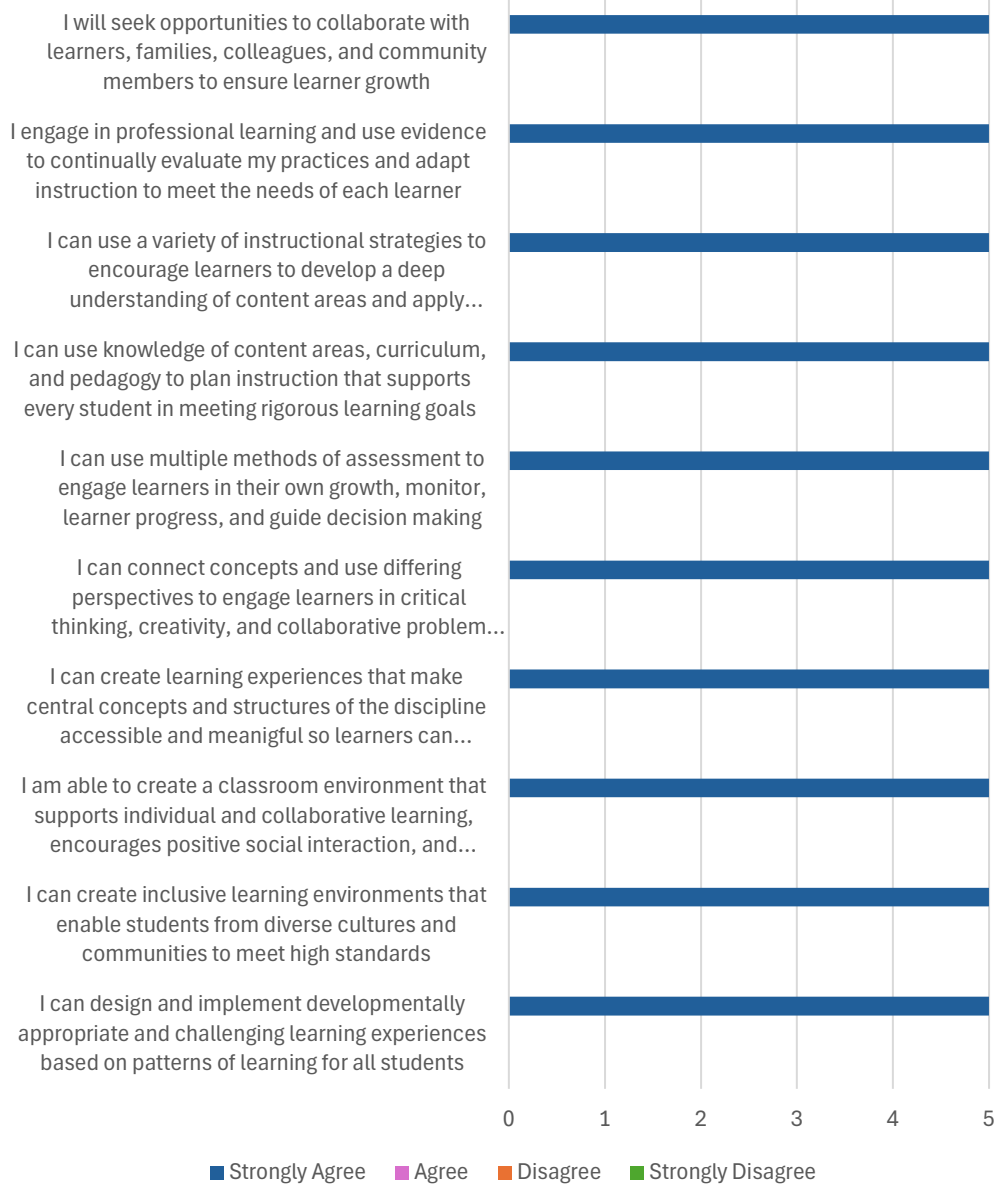 I will seek opportunities to collaborate with
learners, families, colleagues, and community
members to ensure learner growth
I engage in professional learning and use evidence
to continually evaluate my practices and adapt
instruction to meet the needs of each learner
I can use a variety of instructional strategies to
encourage learners to develop a deep
understanding of content areas and apply...
I can use knowledge of content areas, curriculum,
and pedagogy to plan instruction that supports
every student in meeting rigorous learning goals
I can use multiple methods of assessment to
engage learners in their own growth, monitor,
learner progress, and guide decision making
I can connect concepts and use differing
perspectives to engage learners in critical
thinking, creativity, and collaborative problem...
I can create learning experiences that make
central concepts and structures of the discipline
accessible and meanigful so learners can...
I am able to create a classroom environment that
supports individual and collaborative learning,
encourages positive social interaction, and...
I can create inclusive learning environments that
enable students from diverse cultures and
communities to meet high standards
I can design and implement developmentally
appropriate and challenging learning experiences
based on patterns of learning for all students
0 1 2 3 4 5
Strongly Agree Agree Disagree Strongly Disagree